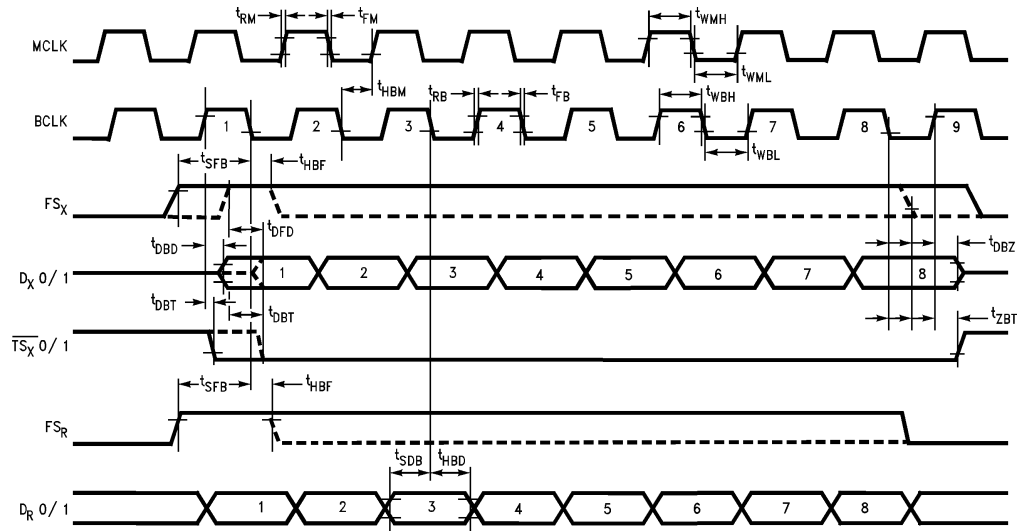 tRM tFM tWMH
MCLK
tWML
tHBM tRB tFB tWBH
BCLK 1 2 3 4 5 6 7 8 9
tWBL
tSFB tHBF
FSX
tDFD
tDBD tDBZ
DX 0/1 1 2 3 4 5 6 7 8
tDBT tDBT tZBT
TSX 0/1
tSFB tHBF
FSR
tSDB tHBD
DR 0/1 1 2 3 4 5 6 7 8